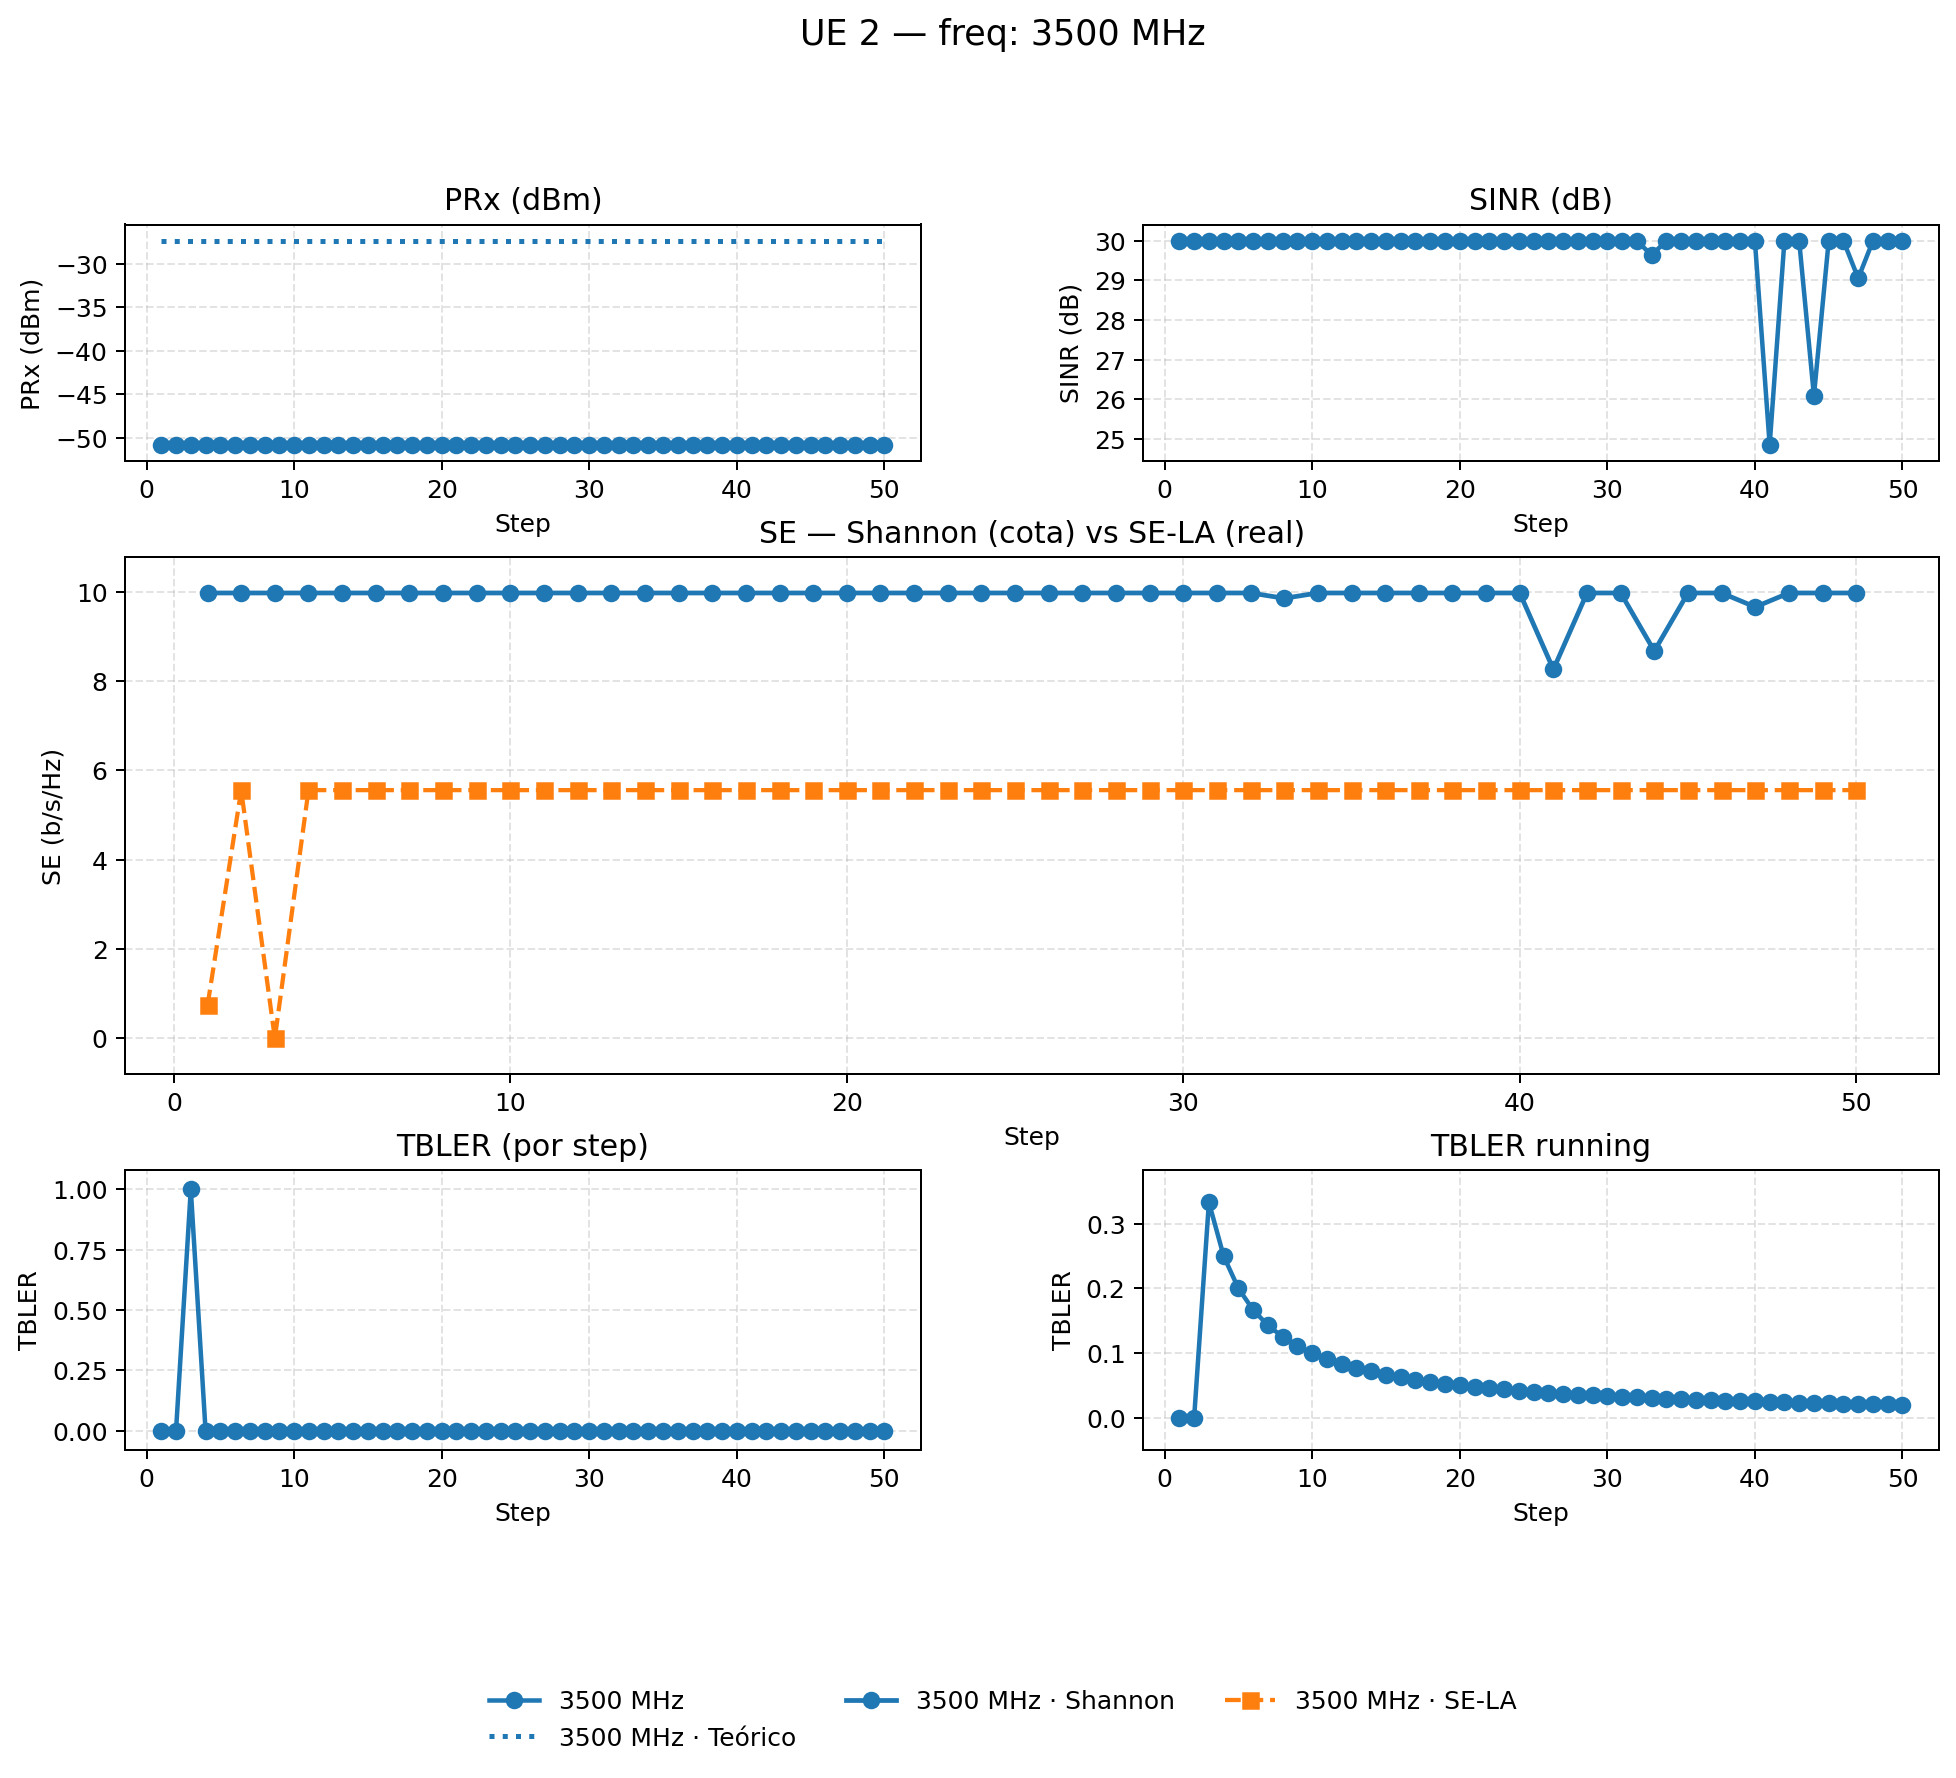 UE 2 — freq: 3500 MHz
PRx (dBm)
PRx (dBm)
−30
−35
−40
−45
−50
0 10 20 30 40 50
Step
SINR (dB)
SINR (dB)
30
29
28
27
26
25
0 10 20 30 40 50
Step
SE — Shannon (cota) vs SE-LA (real)
SE (b/s/Hz)
10
8
6
4
2
0
0 10 20 30 40 50
Step
TBLER (por step)
TBLER
1.00
0.75
0.50
0.25
0.00
0 10 20 30 40 50
Step
TBLER running
TBLER
0.3
0.2
0.1
0.0
0 10 20 30 40 50
Step
3500 MHz
3500 MHz · Teórico
3500 MHz · Shannon
3500 MHz · SE-LA